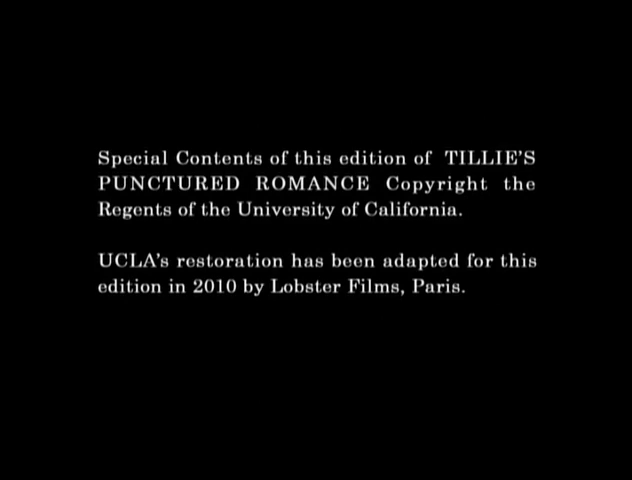 Special Contents of this edition of TILLIE'S
PUNCTURED ROMANCE Copyright the
Regents of the University of California.
UCLA's restoration has been adapted for this
edition in 2010 by Lobster Films, Paris.